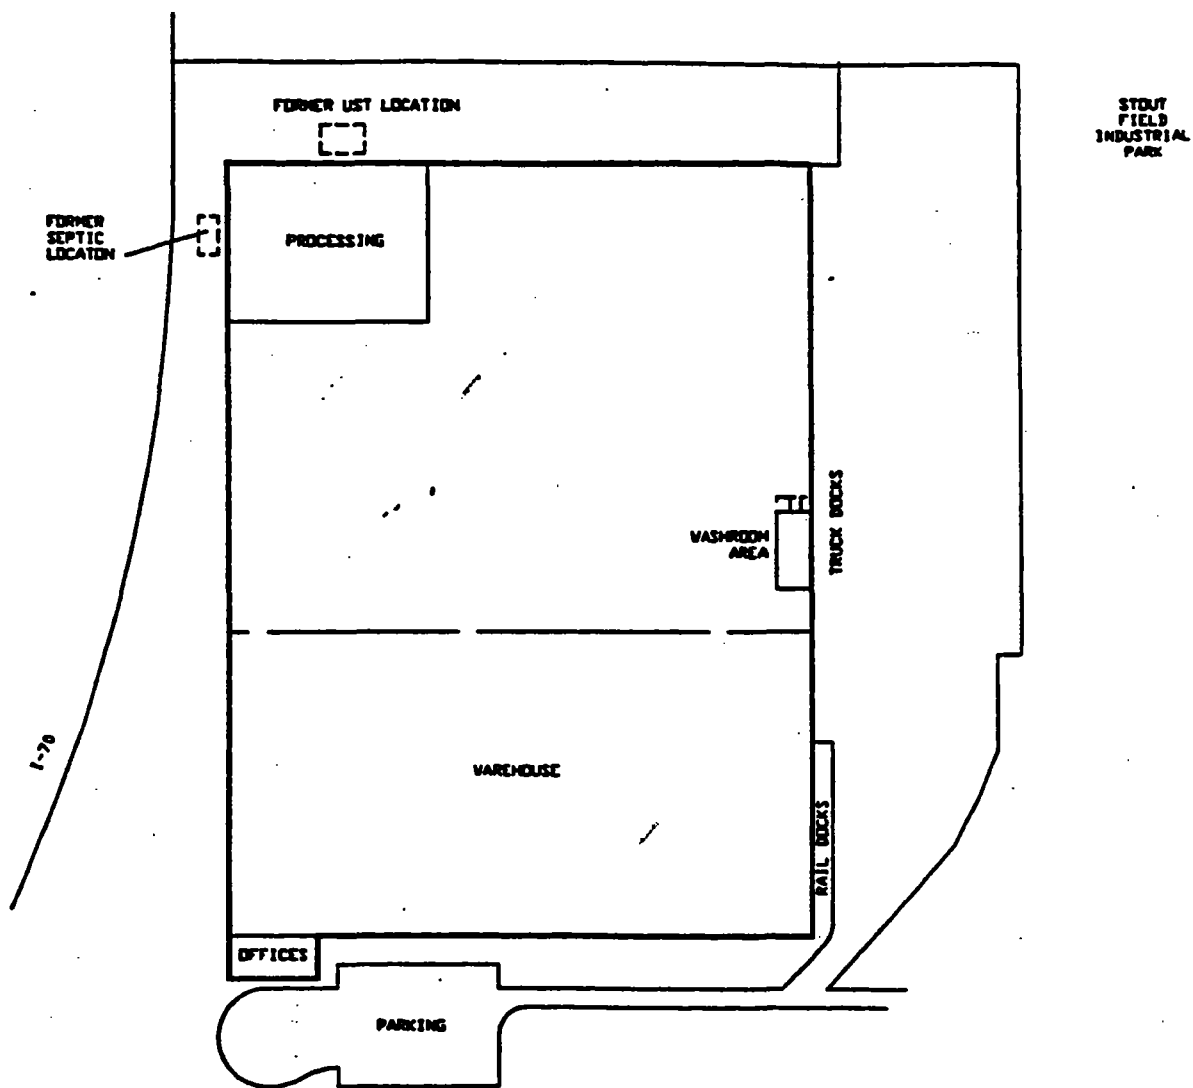 FORMER UST LOCATION
STOUT
FIELD
INDUSTRIAL
PARK
FORMER
SEPTIC
LOCATON
PROCESSING
WASHROOM
AREA
TRUCK DOCKS
I-70
WAREHOUSE
RAIL DOCKS
OFFICES
PARKING